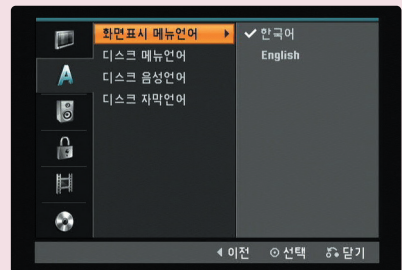 화면표시 메뉴언어
디스크 메뉴언어
디스크 음성언어
디스크 자막언어
한국어
English
A
이전
선택
닫기